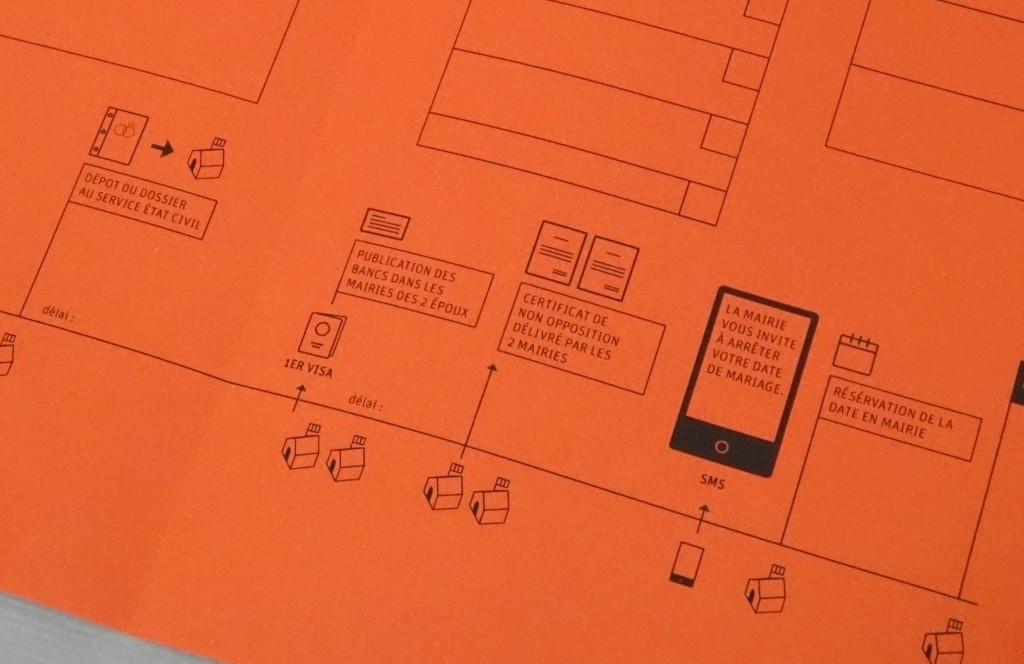 DÉPOT DU DOSSIER
AU SERVICE ÉTAT CIVIL
délai :
PUBLICATION DES
BANCS DANS LES
MAIRIES DES 2 ÉPOUX
1ER VISA
délai :
CERTIFICAT DE
NON OPPOSITION
DÉLIVRÉ PAR LES
2 MAIRIES
LA MAIRIE
VOUS INVITE
À ARRÊTER
VOTRE DATE
DE MARIAGE.
SMS
RÉSÉRVATION DE LA
DATE EN MAIRIE